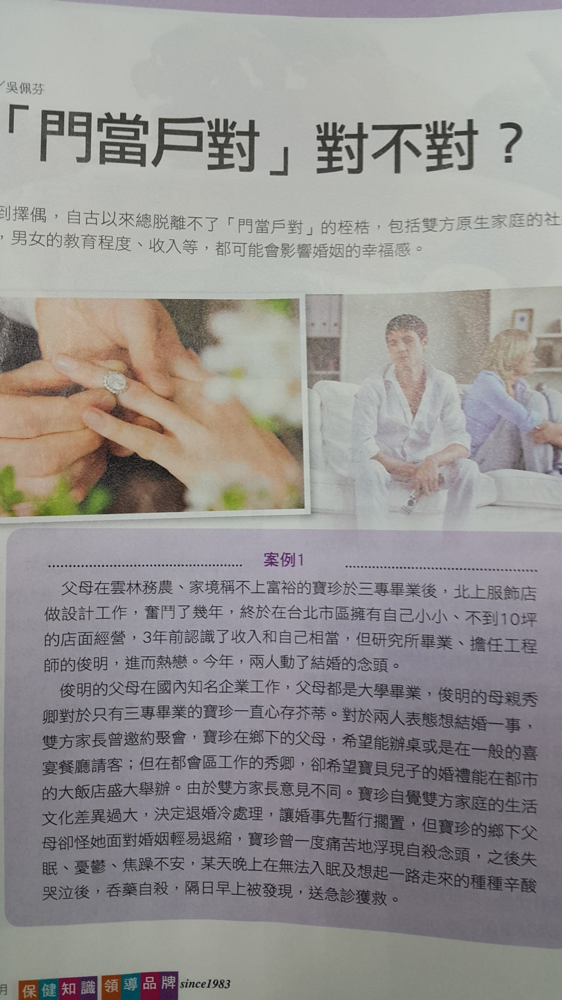 ／吳佩芬
「門當戶對」對不對？
到擇偶，自古以來總脫離不了「門當戶對」的桎梏，包括雙方原生家庭的社
，男女的教育程度、收入等，都可能會影響婚姻的幸福感。
案例1
父母在雲林務農、家境稱不上富裕的寶珍於三專畢業後，北上服飾店
做設計工作，奮鬥了幾年，終於在台北市區擁有自己小小、不到10坪
的店面經營，3年前認識了收入和自己相當，但研究所畢業、擔任工程
師的俊明，進而熱戀。今年，兩人動了結婚的念頭。
俊明的父母在國內知名企業工作，父母都是大學畢業，俊明的母親秀
卿對於只有三專畢業的寶珍一直心存芥蒂。對於兩人表態想結婚一事，
雙方家長曾邀約聚會，寶珍在鄉下的父母，希望能辦桌或是在一般的喜
宴餐廳請客；但在都會區工作的秀卿，卻希望寶貝兒子的婚禮能在都市
的大飯店盛大舉辦。由於雙方家長意見不同。寶珍自覺雙方家庭的生活
文化差異過大，決定退婚冷處理，讓婚事先暫行擱置，但寶珍的鄉下父
母卻怪她面對婚姻輕易退縮，寶珍曾一度痛苦地浮現自殺念頭，之後失
眠、憂鬱、焦躁不安，某天晚上在無法入眠及想起一路走來的種種辛酸
哭泣後，吞藥自殺，隔日早上被發現，送急診獲救。
月 保健知識 領導品牌 since1983